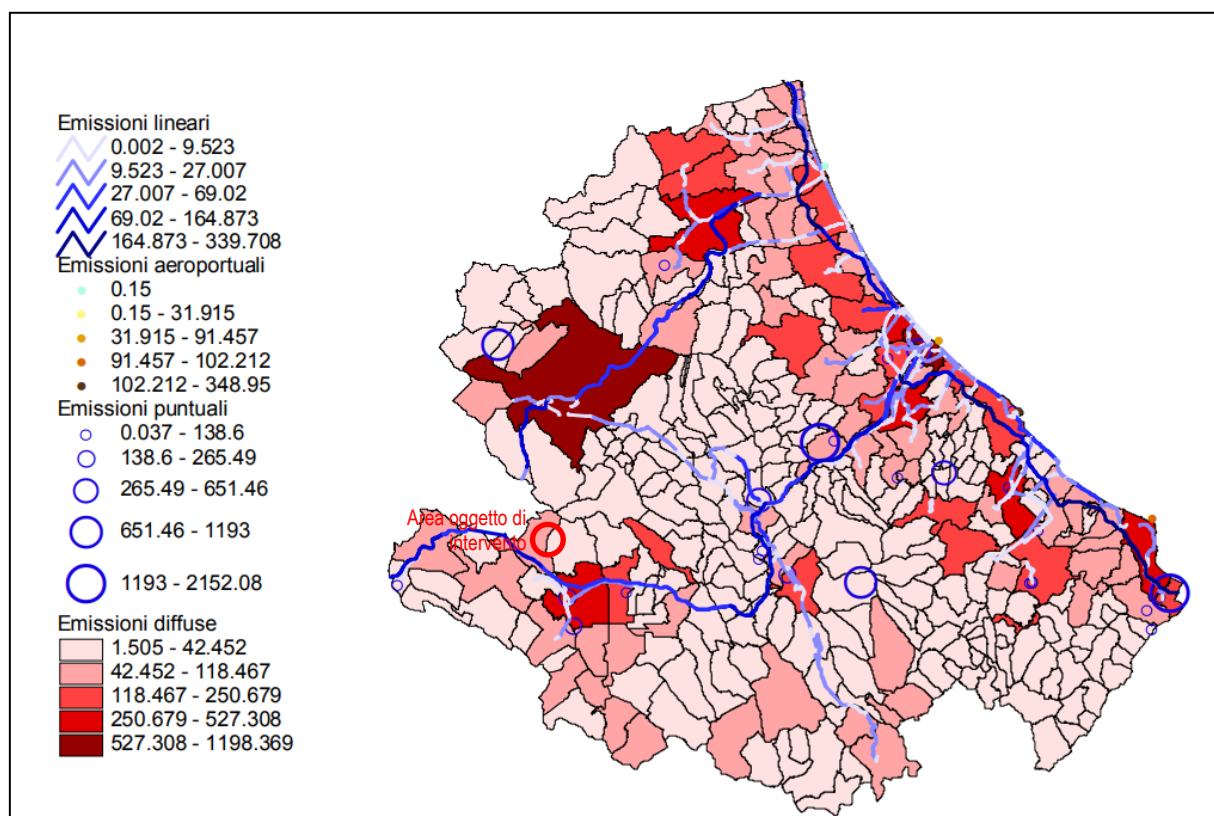 Emissioni lineari
0.002 - 9.523
9.523 - 27.007
27.007 - 69.02
69.02 - 164.873
164.873 - 339.708
Emissioni aeroportuali
0.15
0.15 - 31.915
31.915 - 91.457
91.457 - 102.212
102.212 - 348.95
Emissioni puntuali
0.037 - 138.6
138.6 - 265.49
265.49 - 651.46
651.46 - 1193
1193 - 2152.08
Emissioni diffuse
1.505 - 42.452
42.452 - 118.467
118.467 - 250.679
250.679 - 527.308
527.308 - 1198.369
Area oggetto di
intervento